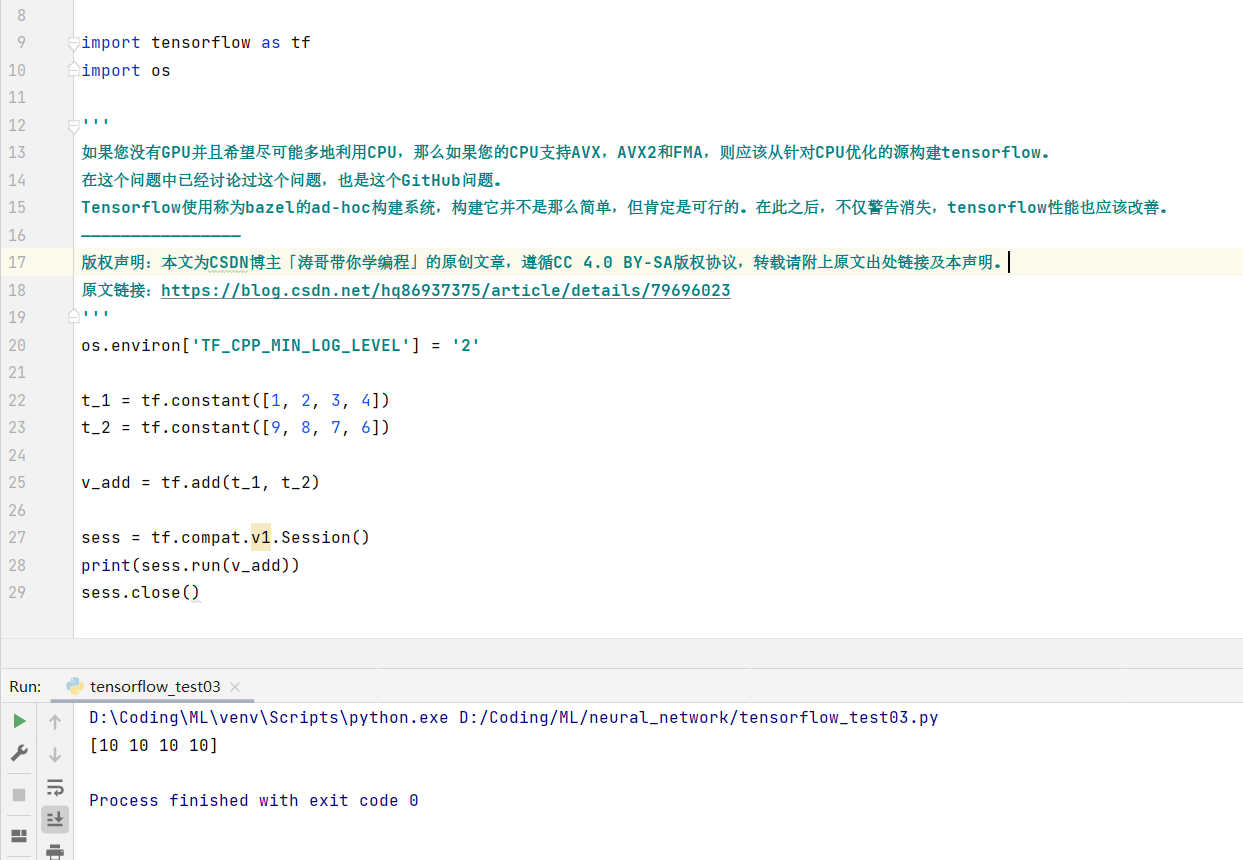 8
9 import tensorflow as tf
10 import os
11
12 '''
13 如果您没有GPU并且希望尽可能多地利用CPU，那么如果您的CPU支持AVX，AVX2和FMA，则应该从针对CPU优化的源构建tensorflow。
14 在这个问题中已经讨论过这个问题，也是这个GitHub问题。
15 Tensorflow使用称为bazel的ad-hoc构建系统，构建它并不是那么简单，但肯定是可行的。在此之后，不仅警告消失，tensorflow性能也应该改善。
16 ————————————————
17 版权声明：本文为CSDN博主「涛哥带你学编程」的原创文章，遵循CC 4.0 BY-SA版权协议，转载请附上原文出处链接及本声明。
18 原文链接：https://blog.csdn.net/hq86937375/article/details/79696023
19 '''
20 os.environ['TF_CPP_MIN_LOG_LEVEL'] = '2'
21
22 t_1 = tf.constant([1, 2, 3, 4])
23 t_2 = tf.constant([9, 8, 7, 6])
24
25 v_add = tf.add(t_1, t_2)
26
27 sess = tf.compat.v1.Session()
28 print(sess.run(v_add))
29 sess.close()
Run: tensorflow_test03
D:\Coding\ML\venv\Scripts\python.exe D:/Coding/ML/neural_network/tensorflow_test03.py
[10 10 10 10]
Process finished with exit code 0